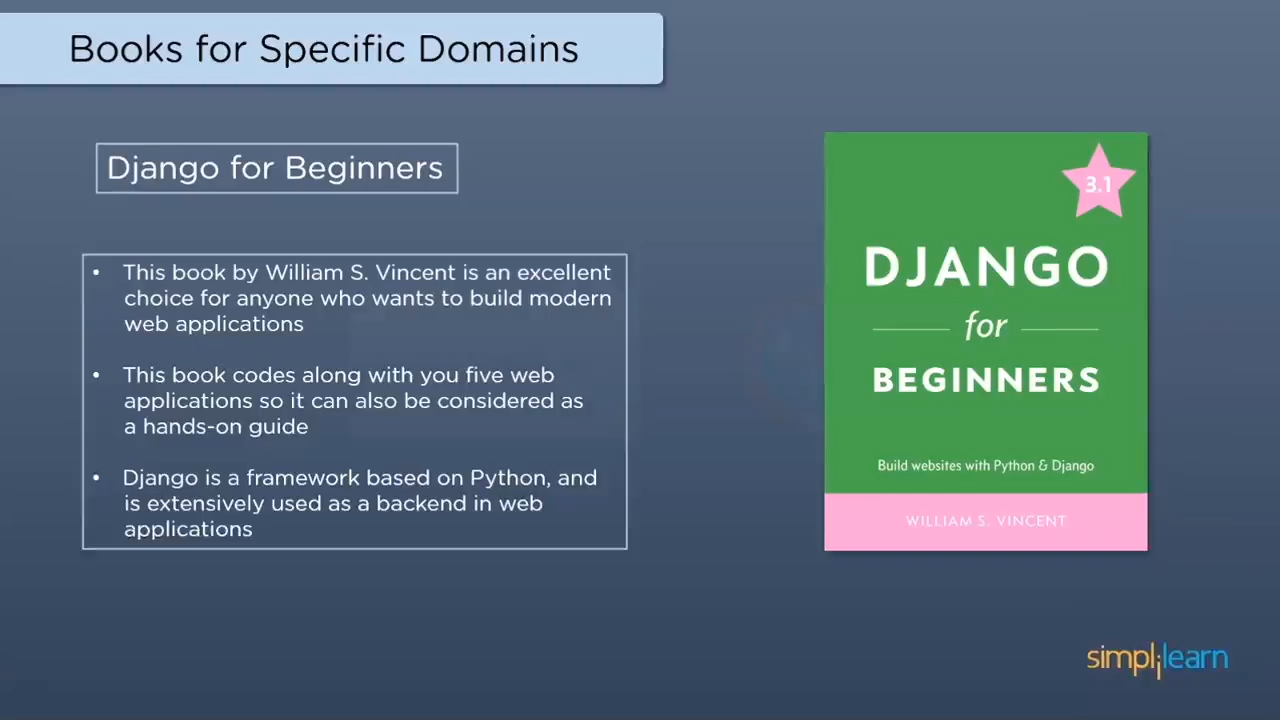 Books for Specific Domains
Django for Beginners
• This book by William S. Vincent is an excellent
choice for anyone who wants to build modern
web applications
• This book codes along with you five web
applications so it can also be considered as
a hands-on guide
• Django is a framework based on Python, and
is extensively used as a backend in web
applications
3.1
DJANGO
for
BEGINNERS
Build websites with Python & Django
WILLIAM S. VINCENT
simplilearn